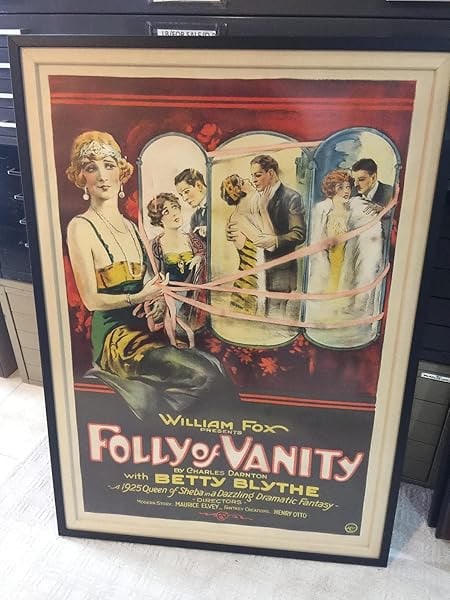 WILLIAM FOX
PRESENTS
FOLLY of VANITY
BY CHARLES DARNTON
with BETTY BLYTHE
A 1925 Queen of Sheba in a Dazzling Dramatic Fantasy
- DIRECTORS -
MODERN STORY, MAURICE ELVEY FANTASY CREATIONS, HENRY OTTO